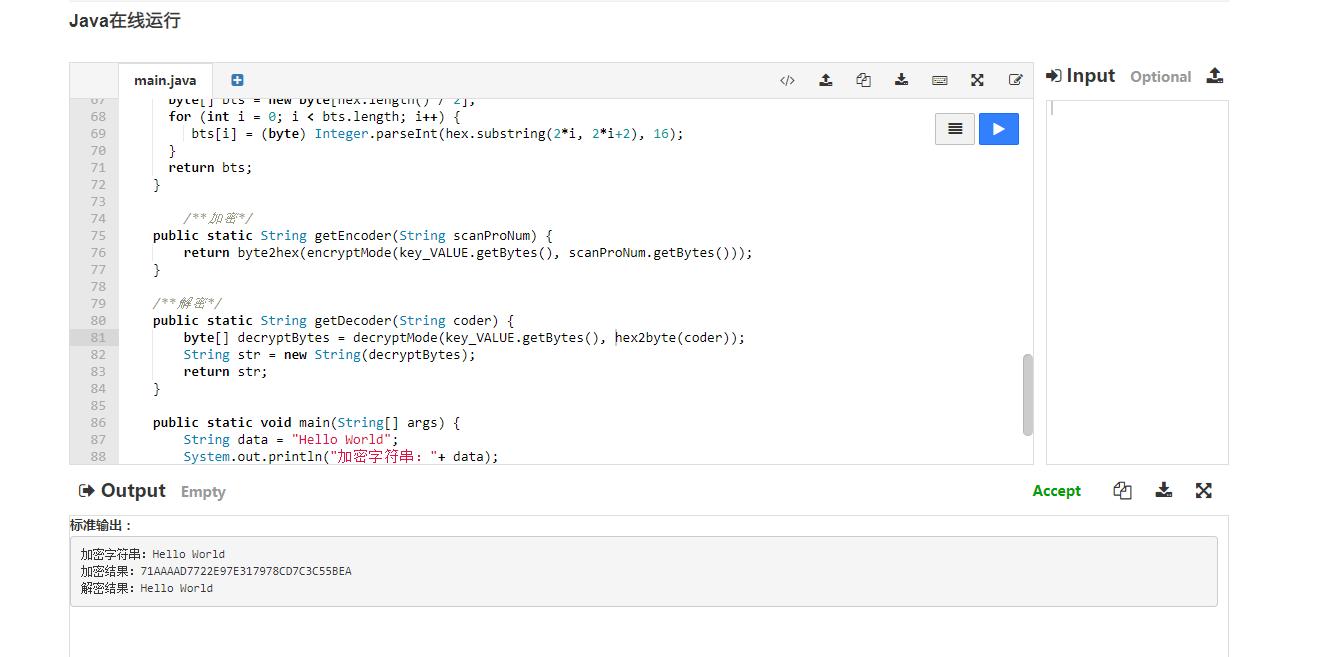 Java在线运行
main.java
Input Optional
67 byte[] bts = new byte[hex.length() / 2];
68 for (int i = 0; i < bts.length; i++) {
69 bts[i] = (byte) Integer.parseInt(hex.substring(2*i, 2*i+2), 16);
70 }
71 return bts;
72 }
73
74 /**加密*/
75 public static String getEncoder(String scanProNum) {
76 return byte2hex(encryptMode(key_VALUE.getBytes(), scanProNum.getBytes()));
77 }
78
79 /**解密*/
80 public static String getDecoder(String coder) {
81 byte[] decryptBytes = decryptMode(key_VALUE.getBytes(), hex2byte(coder));
82 String str = new String(decryptBytes);
83 return str;
84 }
85
86 public static void main(String[] args) {
87 String data = "Hello World";
88 System.out.println("加密字符串："+ data);
Output Empty
Accept
标准输出：
加密字符串：Hello World
加密结果：71AAAAD7722E97E317978CD7C3C55BEA
解密结果：Hello World